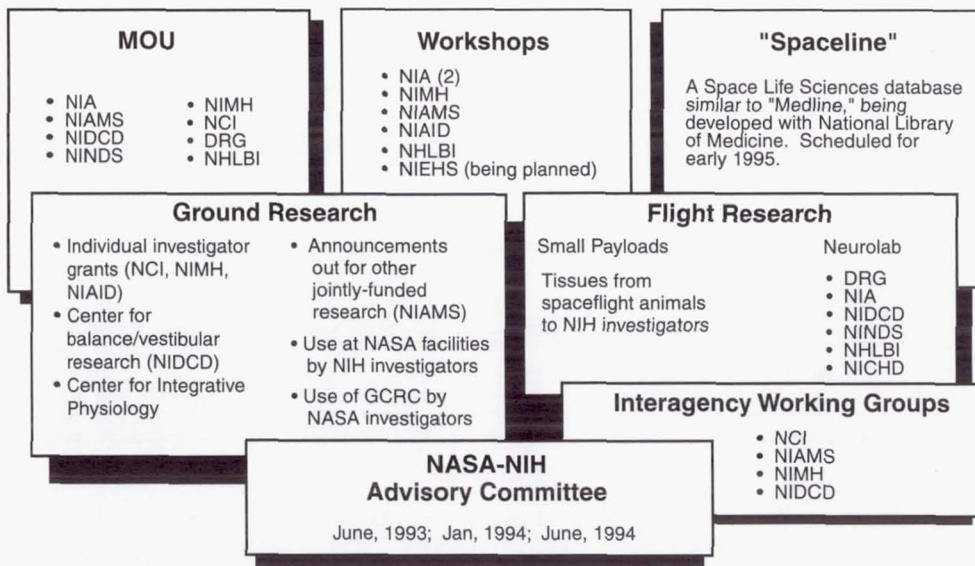 MOU
• NIA
• NIAMS
• NIDCD
• NINDS
• NIMH
• NCI
• DRG
• NHLBI
Workshops
• NIA (2)
• NIMH
• NIAMS
• NIAID
• NHLBI
• NIEHS (being planned)
"Spaceline"
A Space Life Sciences database
similar to "Medline," being
developed with National Library
of Medicine. Scheduled for
early 1995.
Ground Research
• Individual investigator
grants (NCI, NIMH,
NIAID)
• Center for
balance/vestibular
research (NIDCD)
• Center for Integrative
Physiology
• Announcements
out for other
jointly-funded
research (NIAMS)
• Use at NASA facilities
by NIH investigators
• Use of GCRC by
NASA investigators
Flight Research
Small Payloads
Tissues from
spaceflight animals
to NIH investigators
Neurolab
• DRG
• NIA
• NIDCD
• NINDS
• NHLBI
• NICHD
Interagency Working Groups
• NCI
• NIAMS
• NIMH
• NIDCD
NASA-NIH
Advisory Committee
June, 1993; Jan, 1994; June, 1994